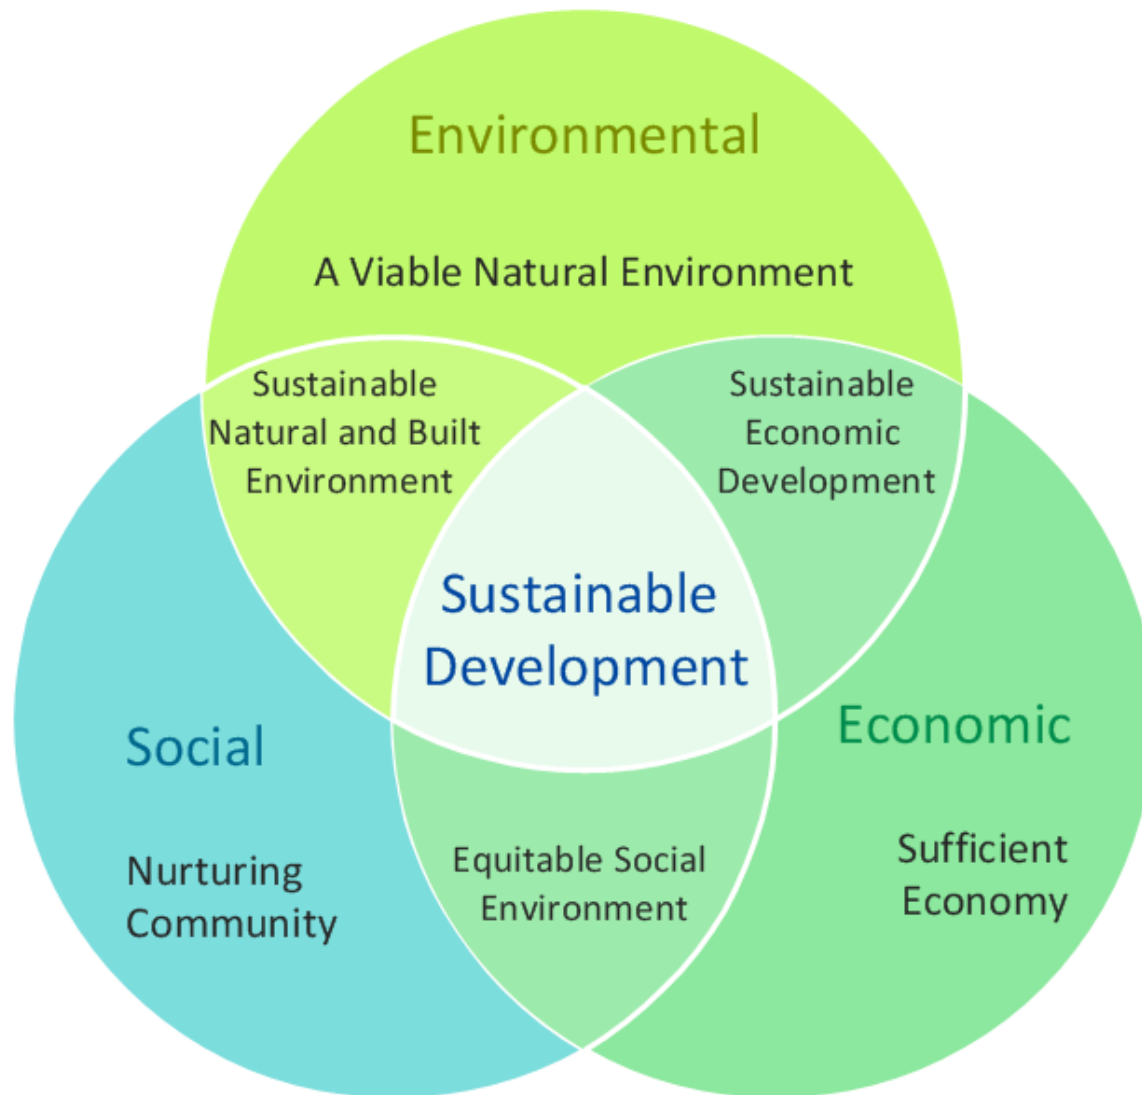 Environmental
A Viable Natural Environment
Sustainable
Natural and Built
Environment
Sustainable
Economic
Development
Sustainable
Development
Social
Nurturing
Community
Economic
Sufficient
Economy
Equitable Social
Environment